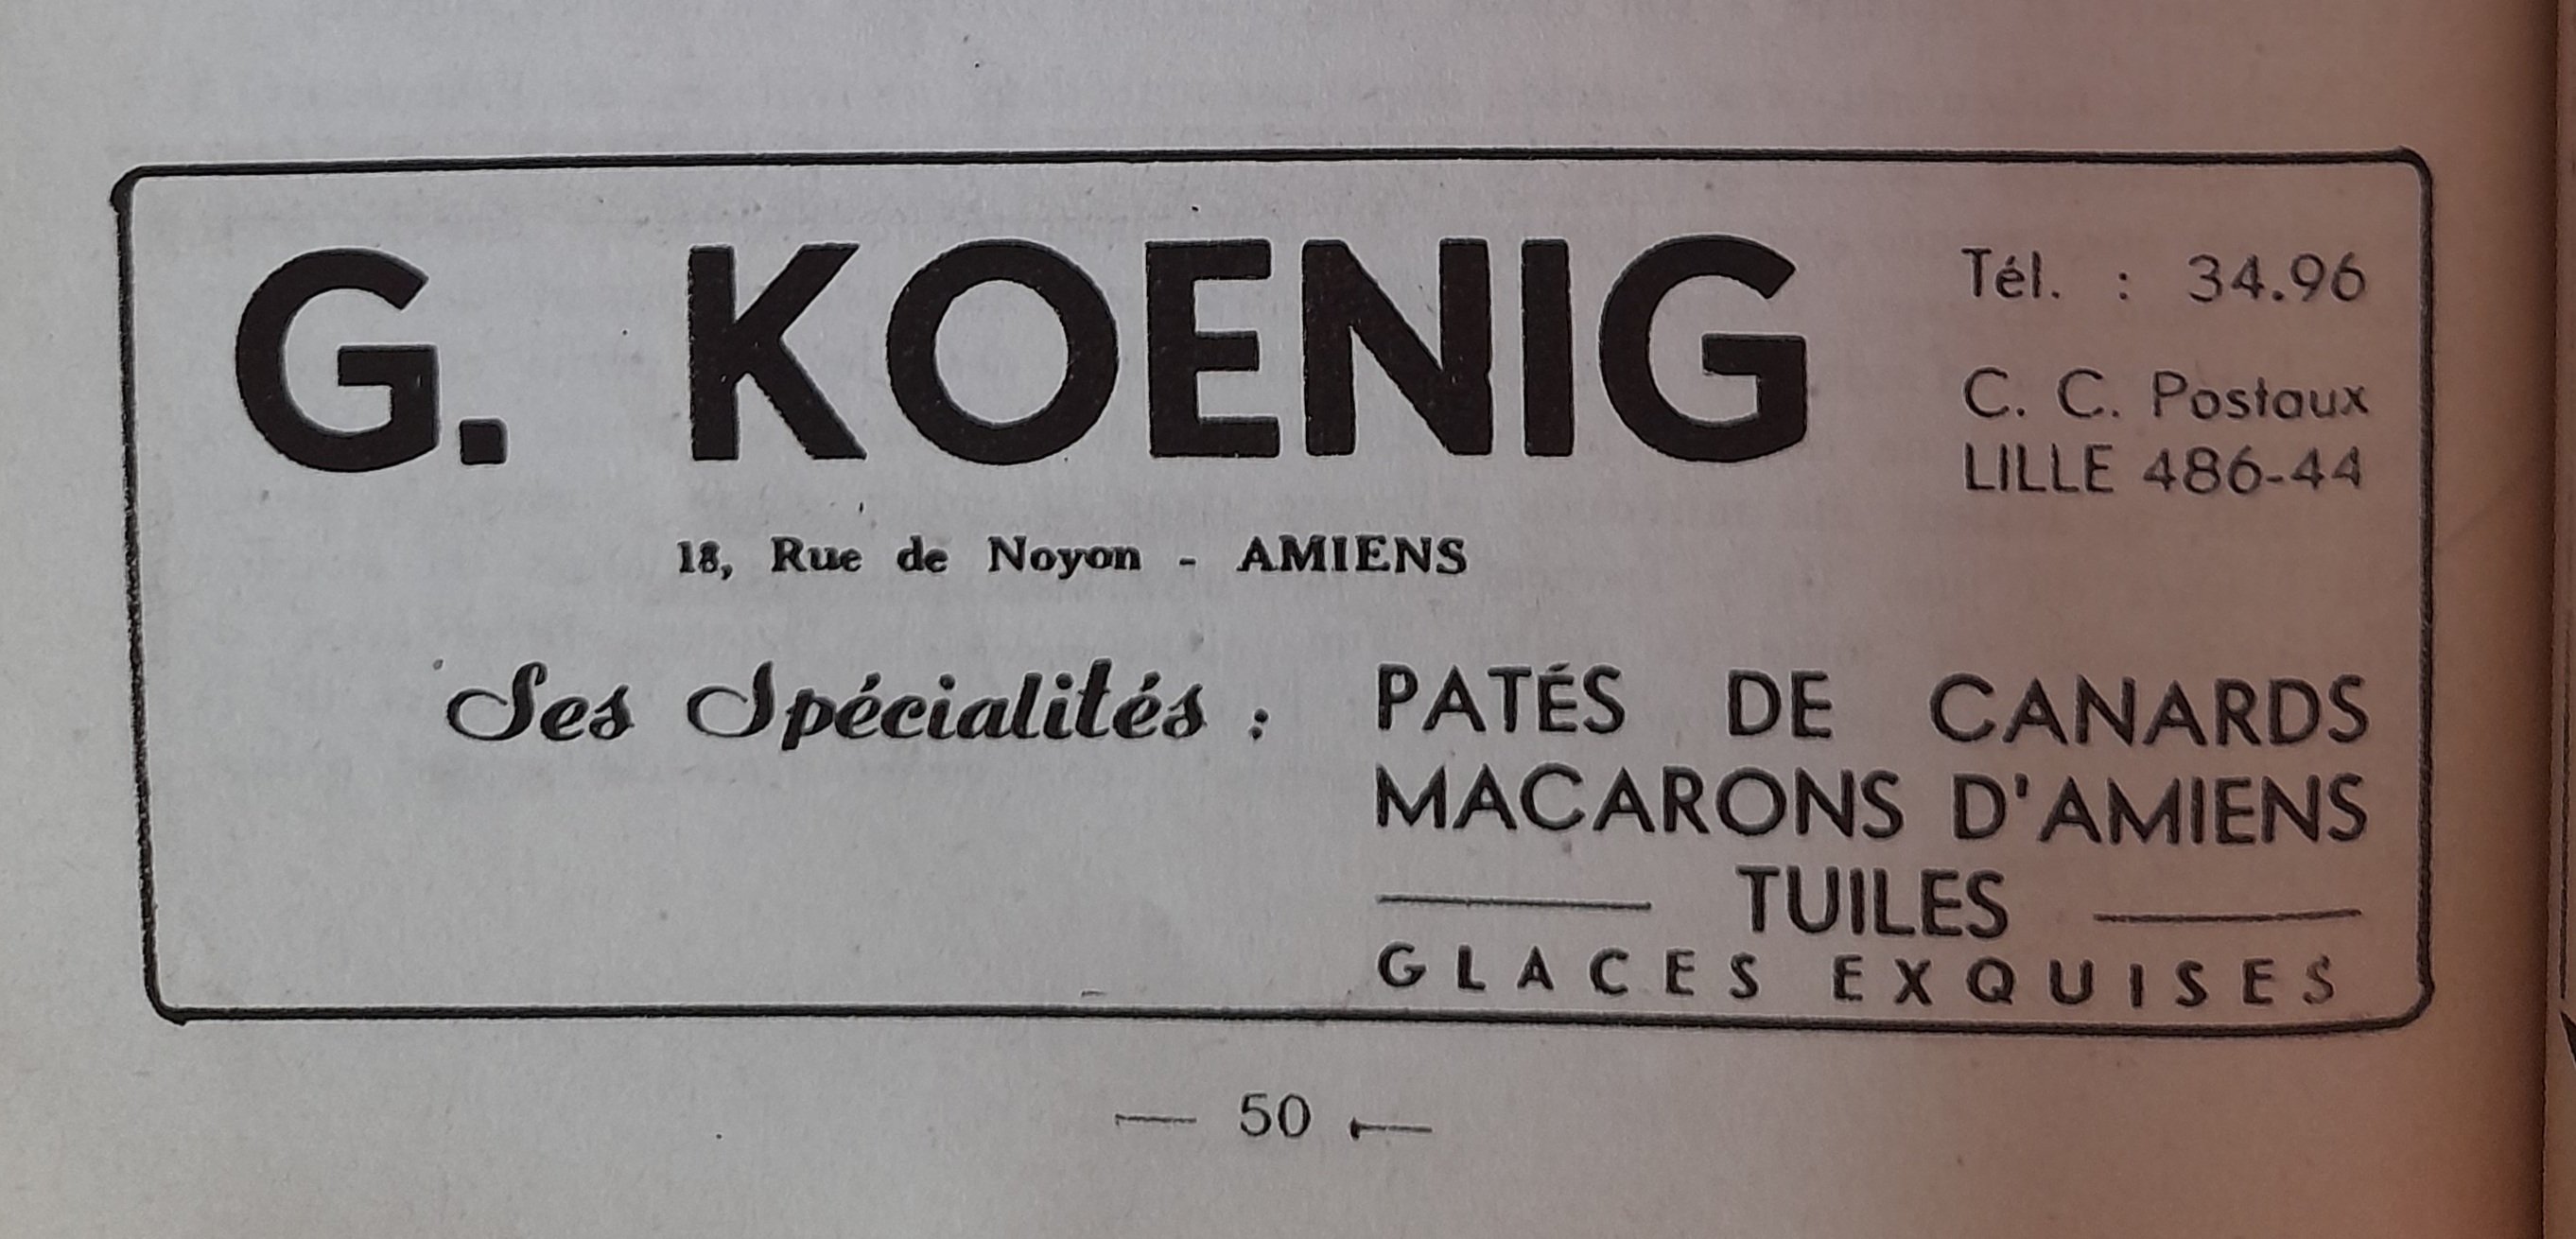 G. KOENIG
Tél. : 34.96
C. C. Postaux
LILLE 486-44
18, Rue de Noyon - AMIENS
Ses Spécialités :
PATÉS DE CANARDS
MACARONS D'AMIENS
TUILES
GLACES EXQUISES
— 50 —